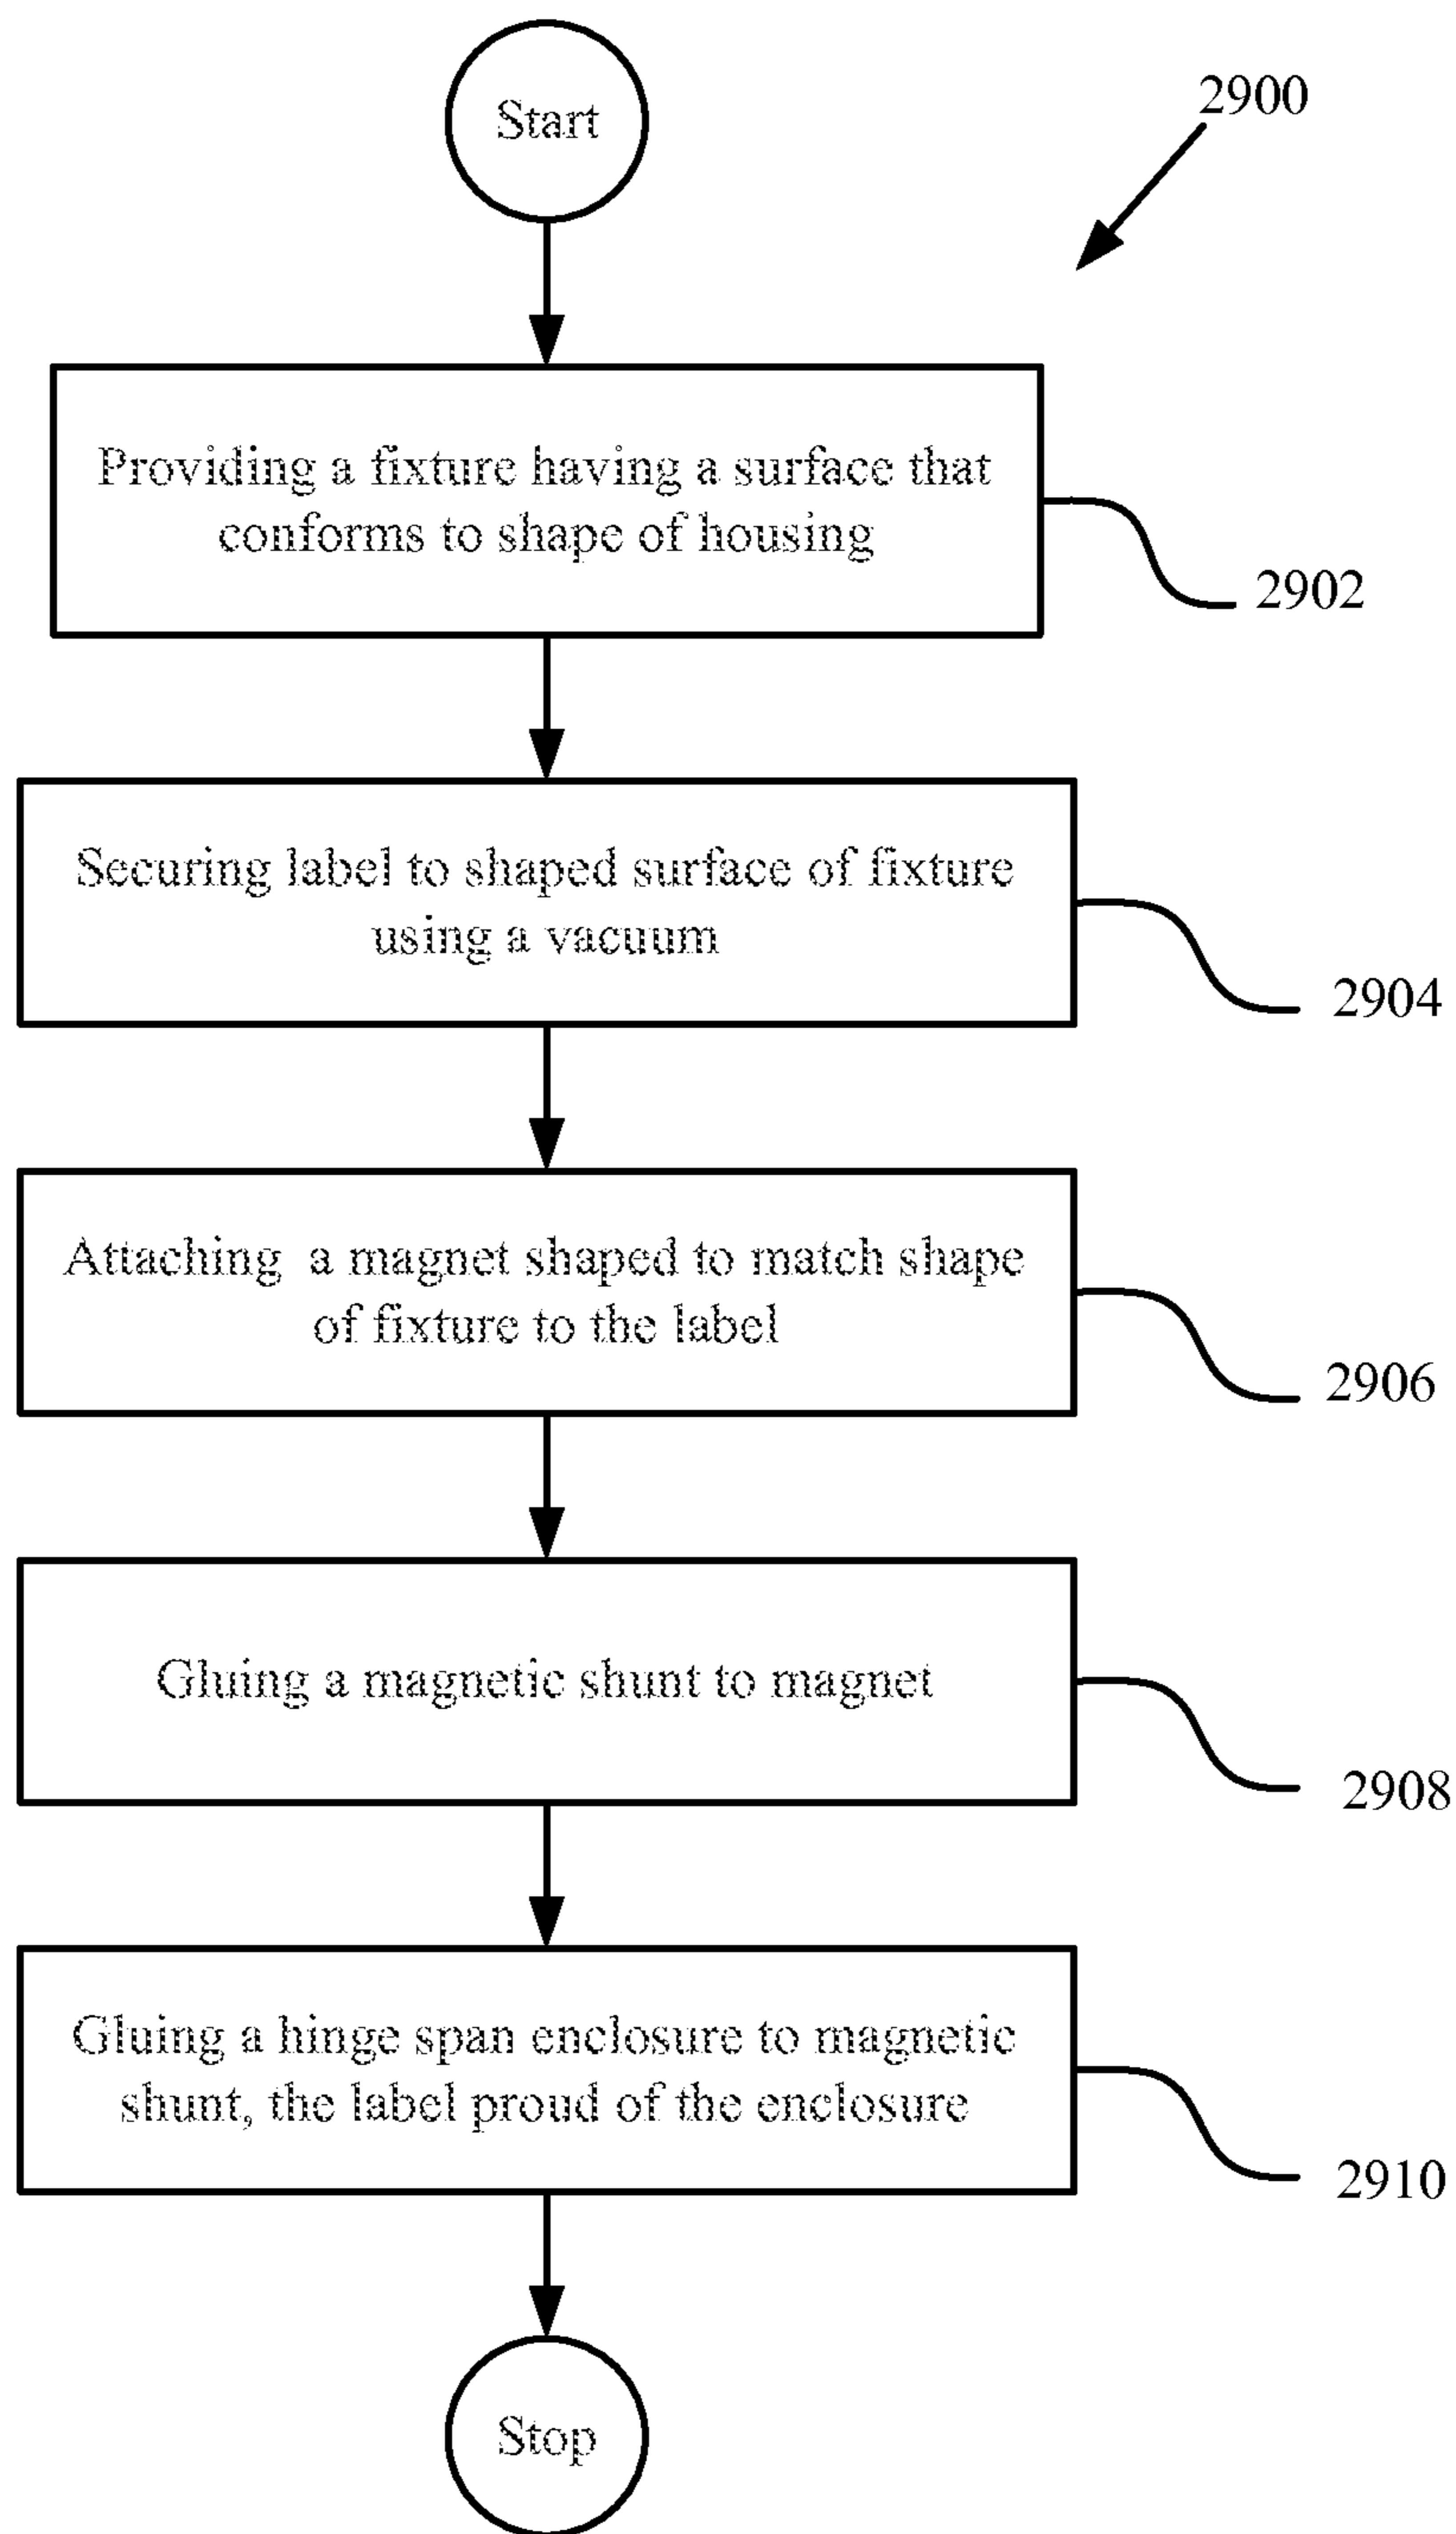 Start
2900
Providing a fixture having a surface that
conforms to shape of housing
2902
Securing label to shaped surface of fixture
using a vacuum
2904
Attaching a magnet shaped to match shape
of fixture to the label
2906
Gluing a magnetic shunt to magnet
2908
Gluing a hinge span enclosure to magnetic
shunt, the label proud of the enclosure
2910
Stop